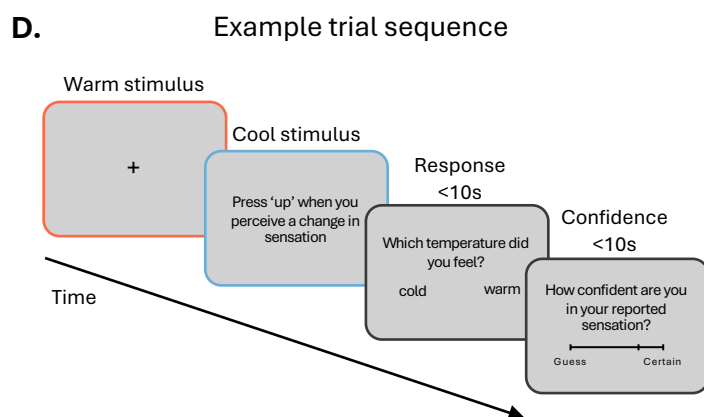 D.
Example trial sequence
Warm stimulus
+
Cool stimulus
Press ‘up’ when you
perceive a change in
sensation
Response
<10s
Which temperature did
you feel?
cold warm
Confidence
<10s
How confident are you
in your reported
sensation?
Guess Certain
Time